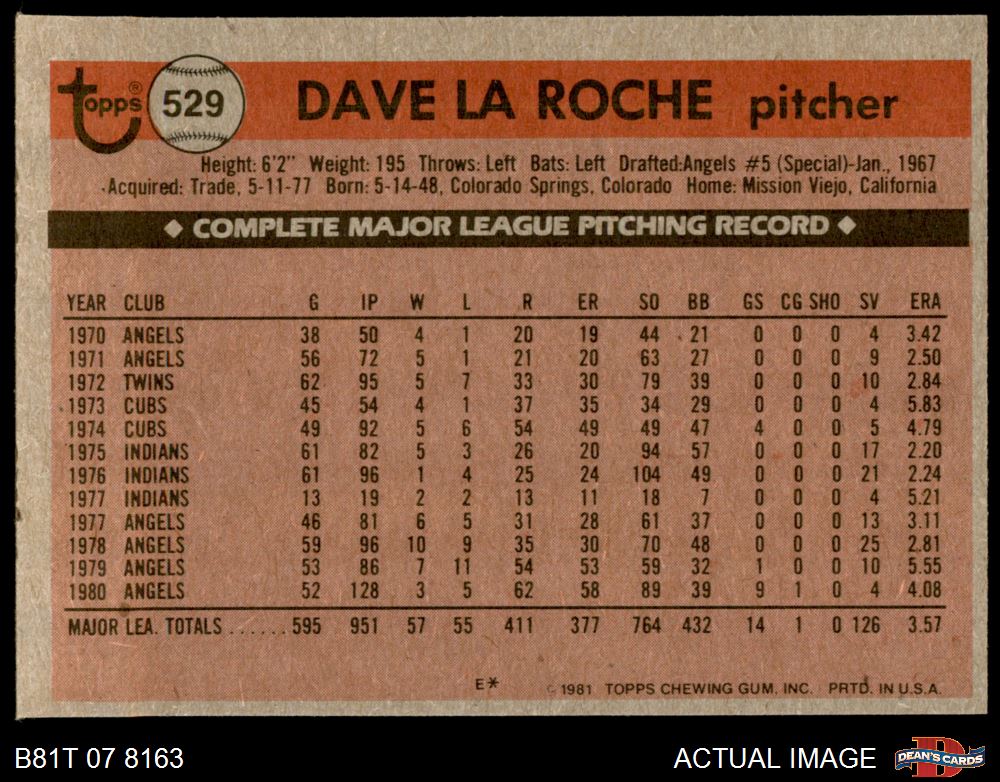 Topps® 529 DAVE LA ROCHE pitcher
Height: 6'2" Weight: 195 Throws: Left Bats: Left Drafted:Angels #5 (Special)-Jan., 1967
Acquired: Trade, 5-11-77 Born: 5-14-48, Colorado Springs, Colorado Home: Mission Viejo, California
◆ COMPLETE MAJOR LEAGUE PITCHING RECORD ◆
YEAR CLUB G IP W L R ER SO BB GS CG SHO SV ERA
1970 ANGELS 38 50 4 1 20 19 44 21 0 0 0 4 3.42
1971 ANGELS 56 72 5 1 21 20 63 27 0 0 0 9 2.50
1972 TWINS 62 95 5 7 33 30 79 39 0 0 0 10 2.84
1973 CUBS 45 54 4 1 37 35 34 29 0 0 0 4 5.83
1974 CUBS 49 92 5 6 54 49 49 47 4 0 0 5 4.79
1975 INDIANS 61 82 5 3 26 20 94 57 0 0 0 17 2.20
1976 INDIANS 61 96 1 4 25 24 104 49 0 0 0 21 2.24
1977 INDIANS 13 19 2 2 13 11 18 7 0 0 0 4 5.21
1977 ANGELS 46 81 6 5 31 28 61 37 0 0 0 13 3.11
1978 ANGELS 59 96 10 9 35 30 70 48 0 0 0 25 2.81
1979 ANGELS 53 86 7 11 54 53 59 32 1 0 0 10 5.55
1980 ANGELS 52 128 3 5 62 58 89 39 9 1 0 4 4.08
MAJOR LEA. TOTALS ......595 951 57 55 411 377 764 432 14 1 0 126 3.57
E* © 1981 TOPPS CHEWING GUM, INC. PRTD. IN U.S.A.
B81T 07 8163 ACTUAL IMAGE D DEAN'S CARDS